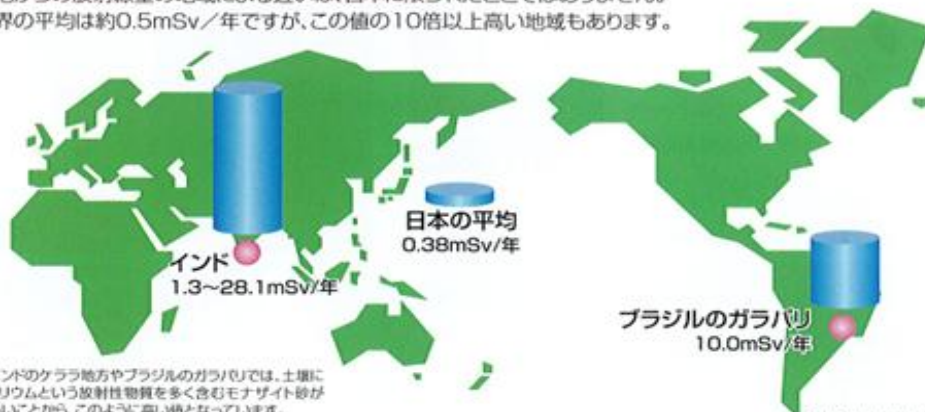 界の平均は約0.5mSv／年ですが、この値の10倍以上高い地域もあります。
日本の平均
0.38mSv/年
インド
1.3〜28.1mSv/年
ブラジルのガラパリ
10.0mSv/年
ンドのケララ地方やブラジルのガラパリでは、土壌に
リウムという放射性物質を多く含むモナザイト砂が
いことから、このように高い値となっています。